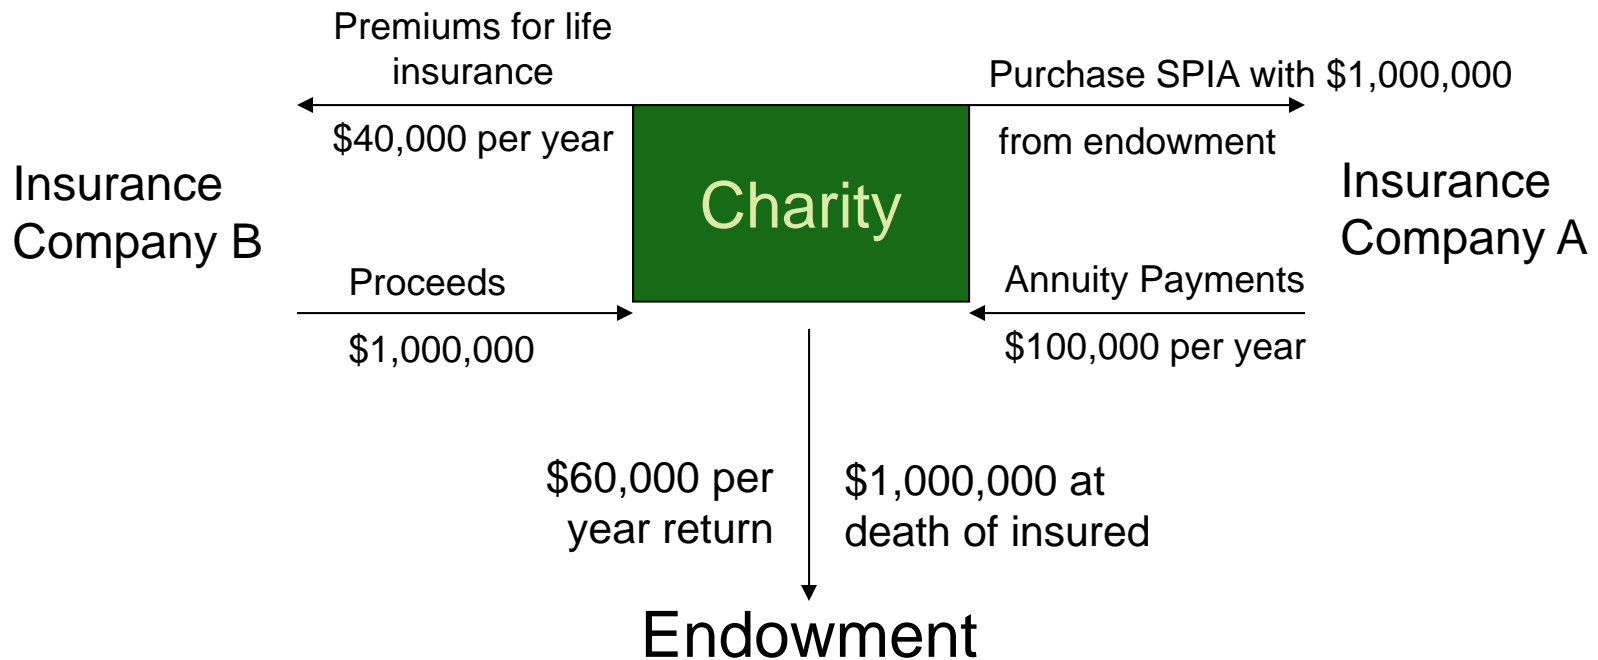 Premiums for life
insurance
$40,000 per year
Purchase SPIA with $1,000,000
from endowment
Insurance
Company B
Charity
Insurance
Company A
Proceeds
$1,000,000
Annuity Payments
$100,000 per year
$60,000 per
year return
$1,000,000 at
death of insured
Endowment